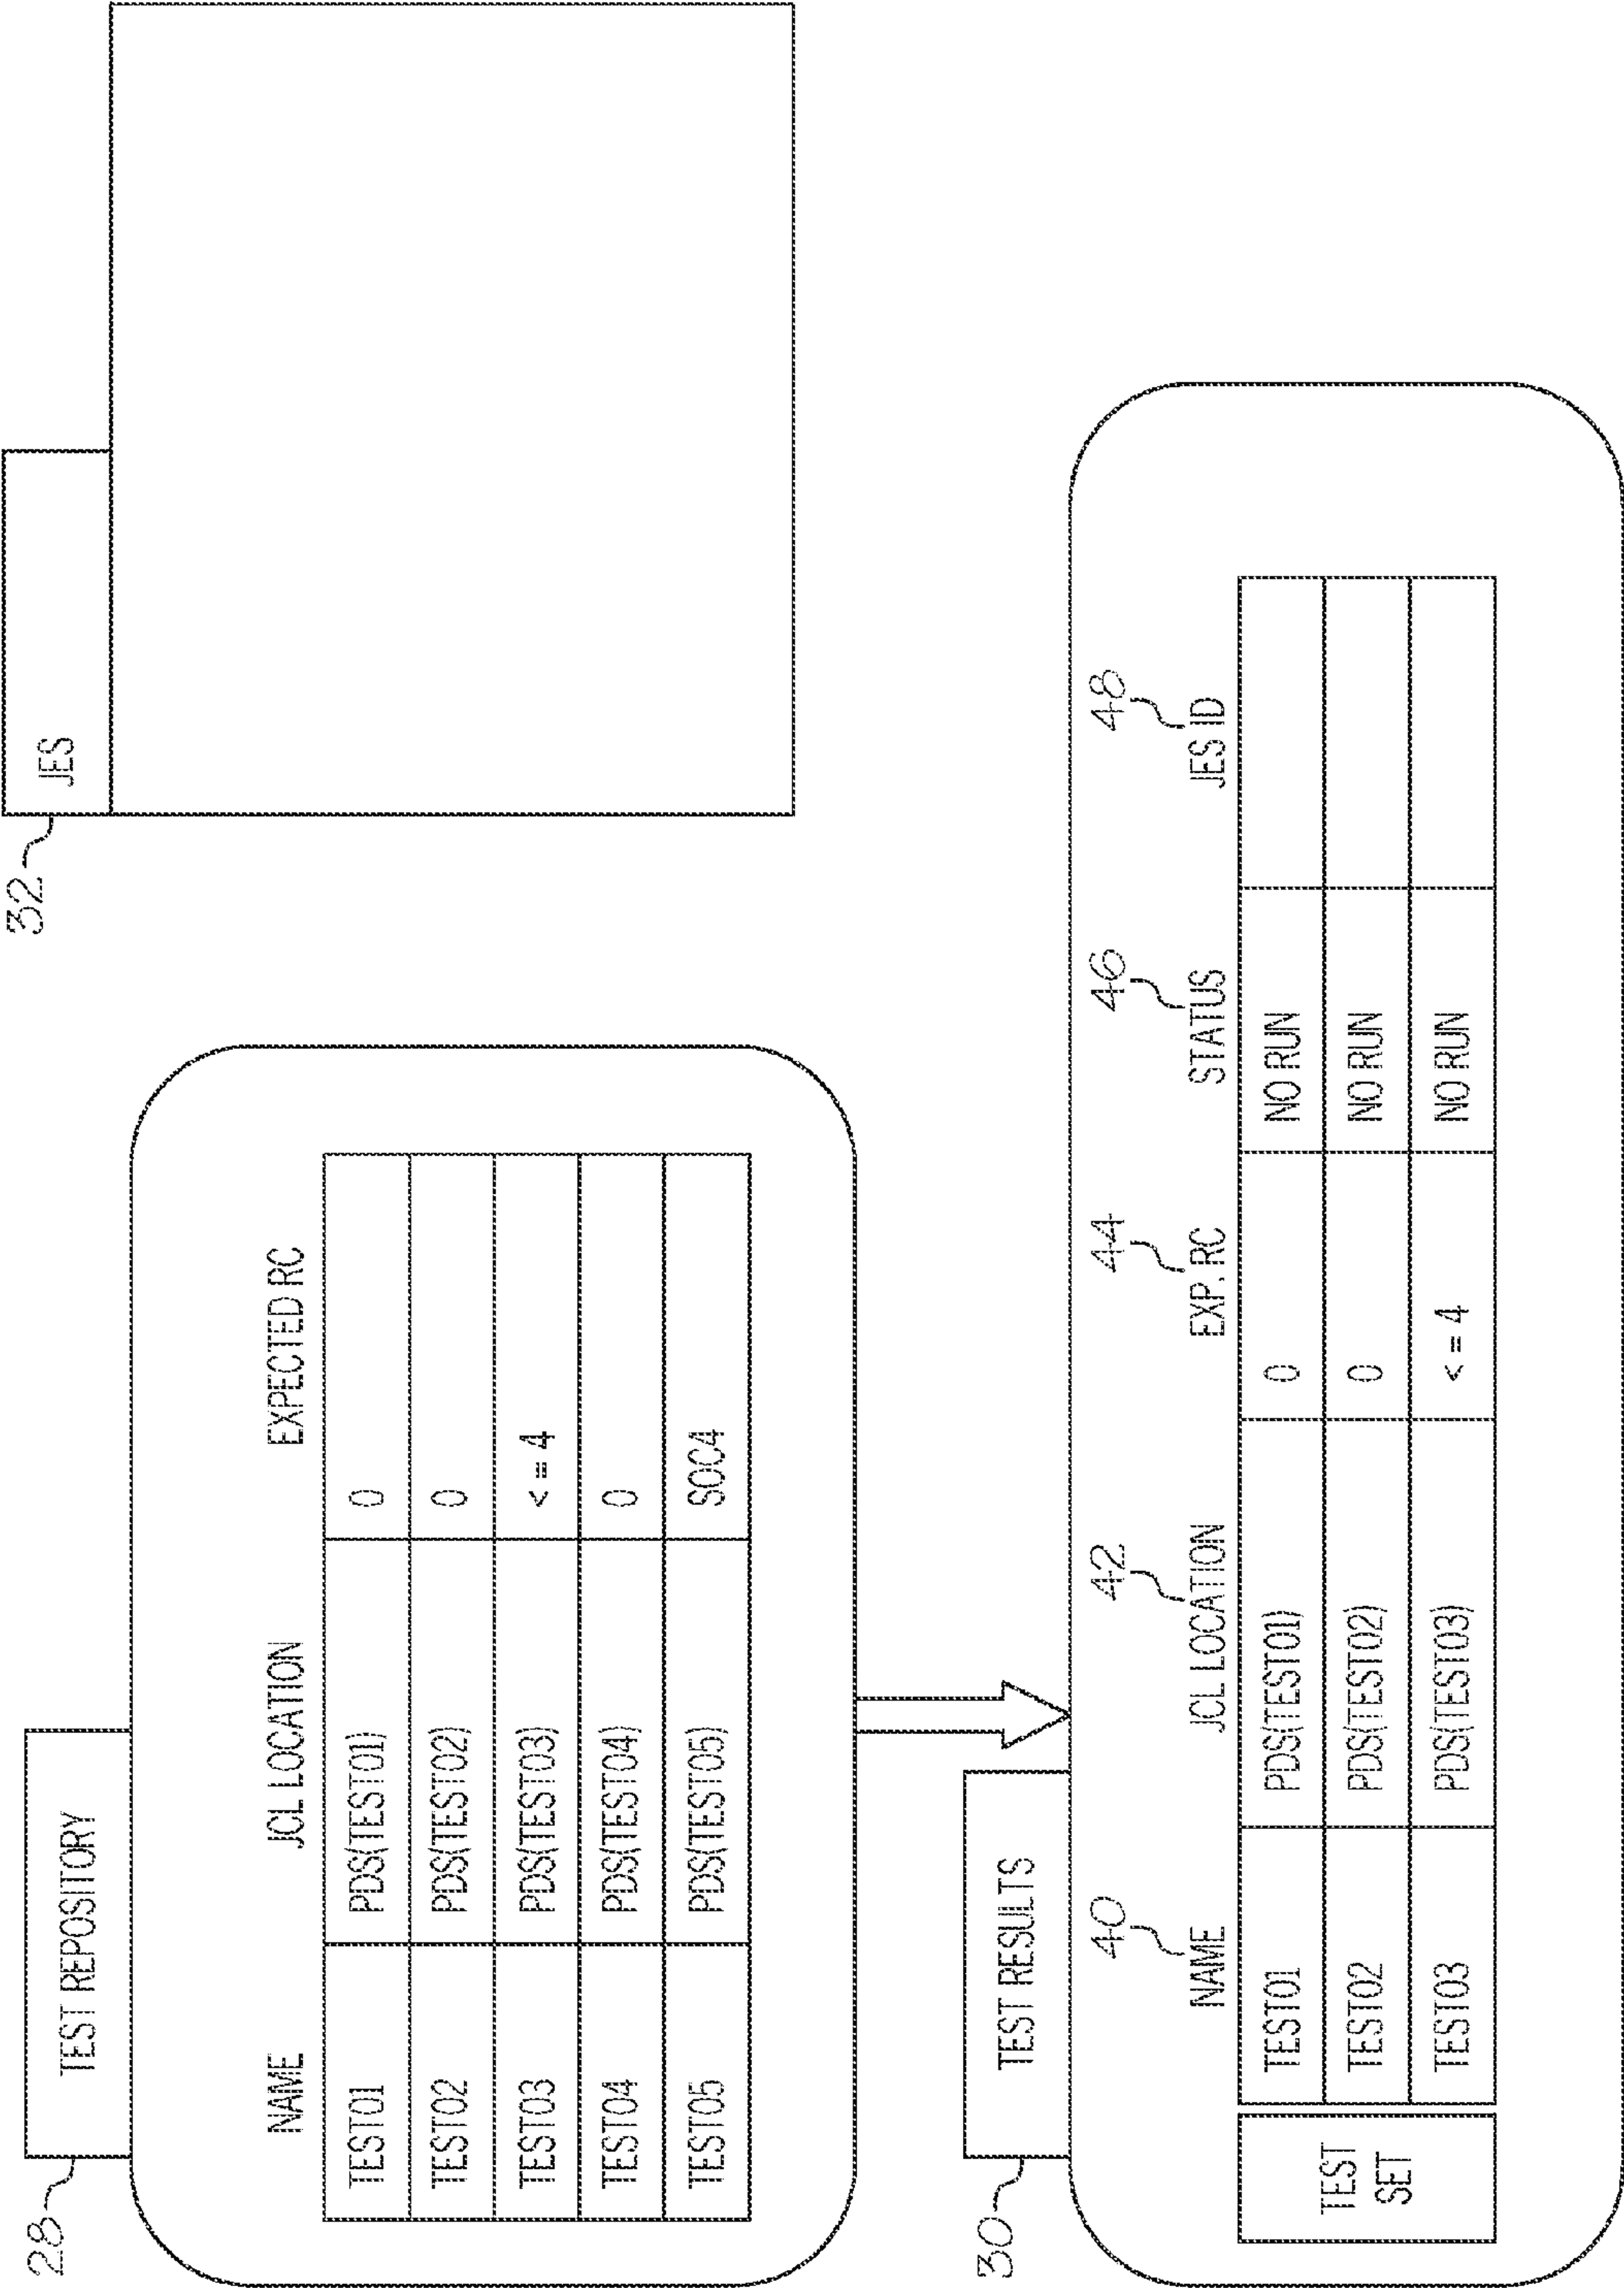 28
TEST REPOSITORY
NAME JCL LOCATION EXPECTED RC
TEST01 PDS(TEST01) 0
TEST02 PDS(TEST02) 0
TEST03 PDS(TEST03) < = 4
TEST04 PDS(TEST04) 0
TEST05 PDS(TEST05) SOC4
32
JES
30
TEST RESULTS
40 42 44 46 48
NAME JCL LOCATION EXP. RC STATUS JES ID
TEST
SET
TEST01 PDS(TEST01) 0 NO RUN
TEST02 PDS(TEST02) 0 NO RUN
TEST03 PDS(TEST03) < = 4 NO RUN